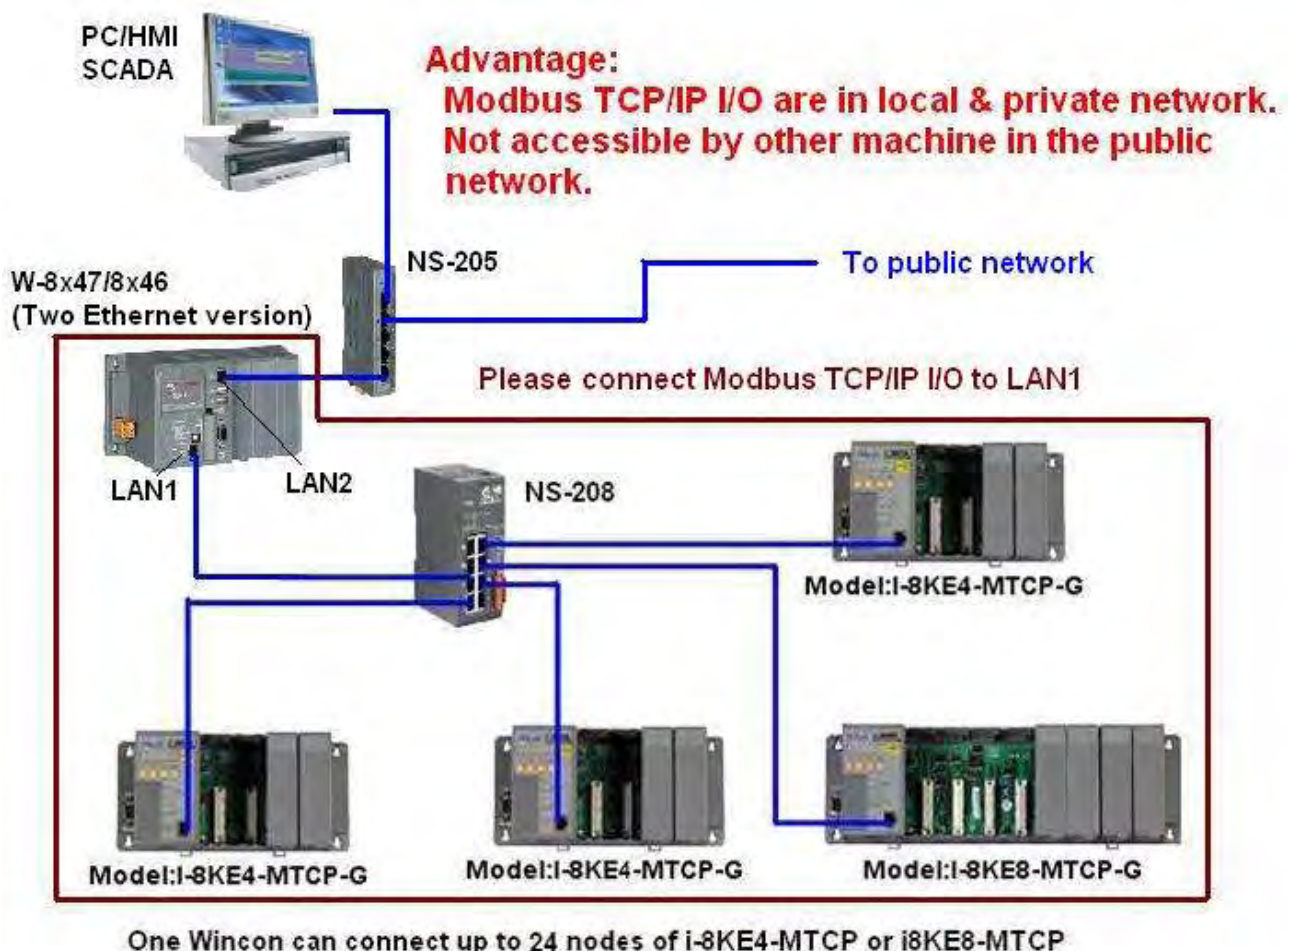 PC/HMI
SCADA
Advantage:
Modbus TCP/IP I/O are in local & private network.
Not accessible by other machine in the public
network.
NS-205
To public network
W-8x47/8x46
(Two Ethernet version)
Please connect Modbus TCP/IP I/O to LAN1
LAN1
LAN2
NS-208
Model:I-8KE4-MTCP-G
Model:I-8KE4-MTCP-G
Model:I-8KE4-MTCP-G
Model:I-8KE8-MTCP-G
One Wincon can connect up to 24 nodes of i-8KE4-MTCP or i8KE8-MTCP